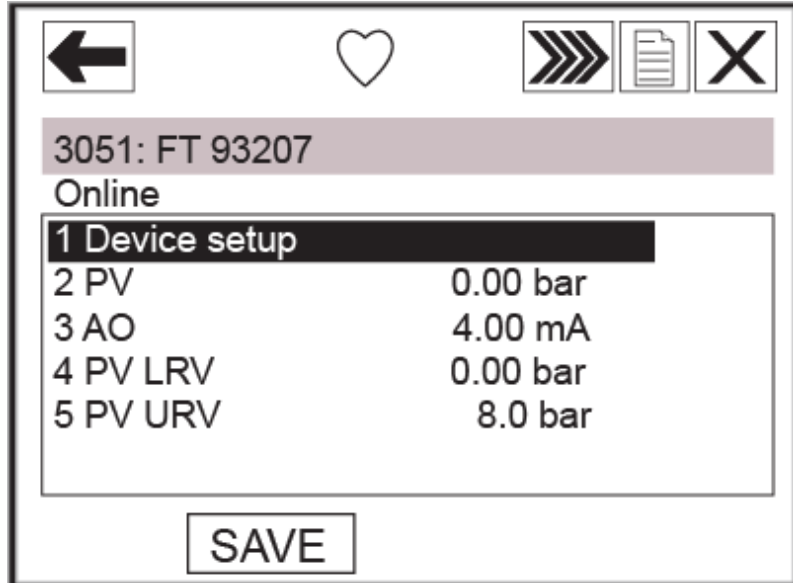 3051: FT 93207
Online
1 Device setup
2 PV 0.00 bar
3 AO 4.00 mA
4 PV LRV 0.00 bar
5 PV URV 8.0 bar
SAVE